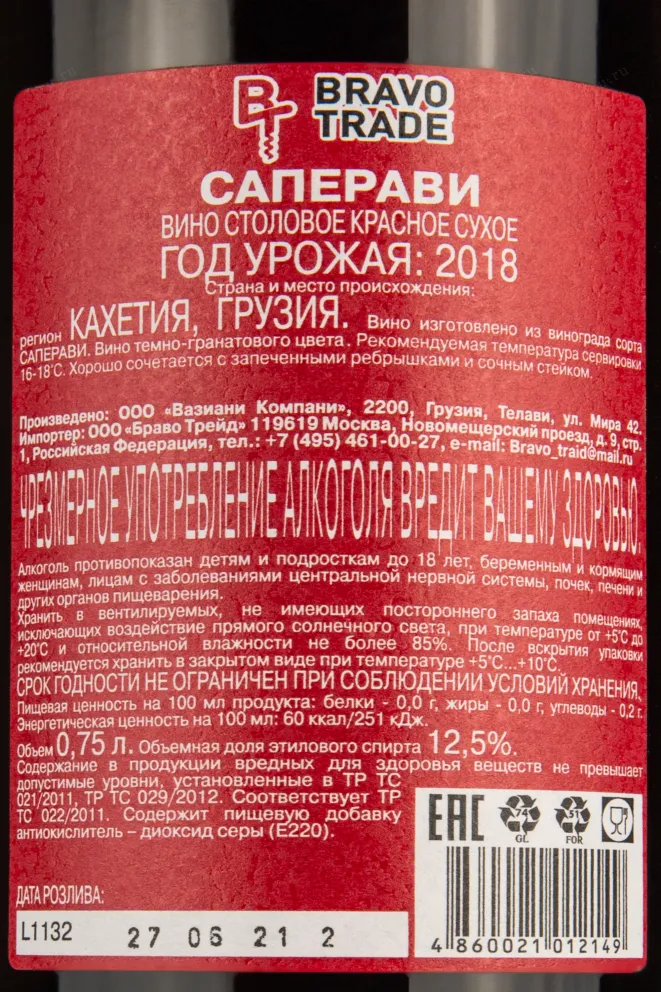 BT
BRAVO
TRADE
САПЕРАВИ
ВИНО СТОЛОВОЕ КРАСНОЕ СУХОЕ
ГОД УРОЖАЯ: 2018
Страна и место происхождения:
регион КАХЕТИЯ, ГРУЗИЯ. Вино изготовлено из винограда сорта
САПЕРАВИ. Вино темно-гранатового цвета. Рекомендуемая температура сервировки
16-18°С. Хорошо сочетается с запеченными ребрышками и сочным стейком.
Произведено: ООО «Вазиани Компани», 2200, Грузия, Телави, ул. Мира 42.
Импортер: ООО «Браво Трейд» 119619 Москва, Новомещерский проезд, д. 9, стр.
1, Российская Федерация, тел.: +7 (495) 461-00-27, e-mail: Bravo_traid@mail.ru
ЧРЕЗМЕРНОЕ УПОТРЕБЛЕНИЕ АЛКОГОЛЯ ВРЕДИТ ВАШЕМУ ЗДОРОВЬЮ.
Алкоголь противопоказан детям и подросткам до 18 лет, беременным и кормящим
женщинам, лицам с заболеваниями центральной нервной системы, почек, печени и
других органов пищеварения.
Хранить в вентилируемых, не имеющих постороннего запаха помещениях,
исключающих воздействие прямого солнечного света, при температуре от +5°С до
+20°С и относительной влажности не более 85%. После вскрытия упаковки
рекомендуется хранить в закрытом виде при температуре +5°С...+10°С.
СРОК ГОДНОСТИ НЕ ОГРАНИЧЕН ПРИ СОБЛЮДЕНИИ УСЛОВИЙ ХРАНЕНИЯ.
Пищевая ценность на 100 мл продукта: белки - 0,0 г, жиры - 0,0 г, углеводы - 0,2 г.
Энергетическая ценность на 100 мл: 60 ккал/251 кДж.
Объем 0,75 л. Объемная доля этилового спирта 12,5%.
Содержание в продукции вредных для здоровья веществ не превышает
допустимые уровни, установленные в ТР ТС
021/2011, ТР ТС 029/2012. Соответствует ТР
ТС 022/2011. Содержит пищевую добавку
антиокислитель – диоксид серы (Е220).
ЕАС 74 51
GL FOR
ДАТА РОЗЛИВА:
L1132 27 06 21 2
4 860021 012149